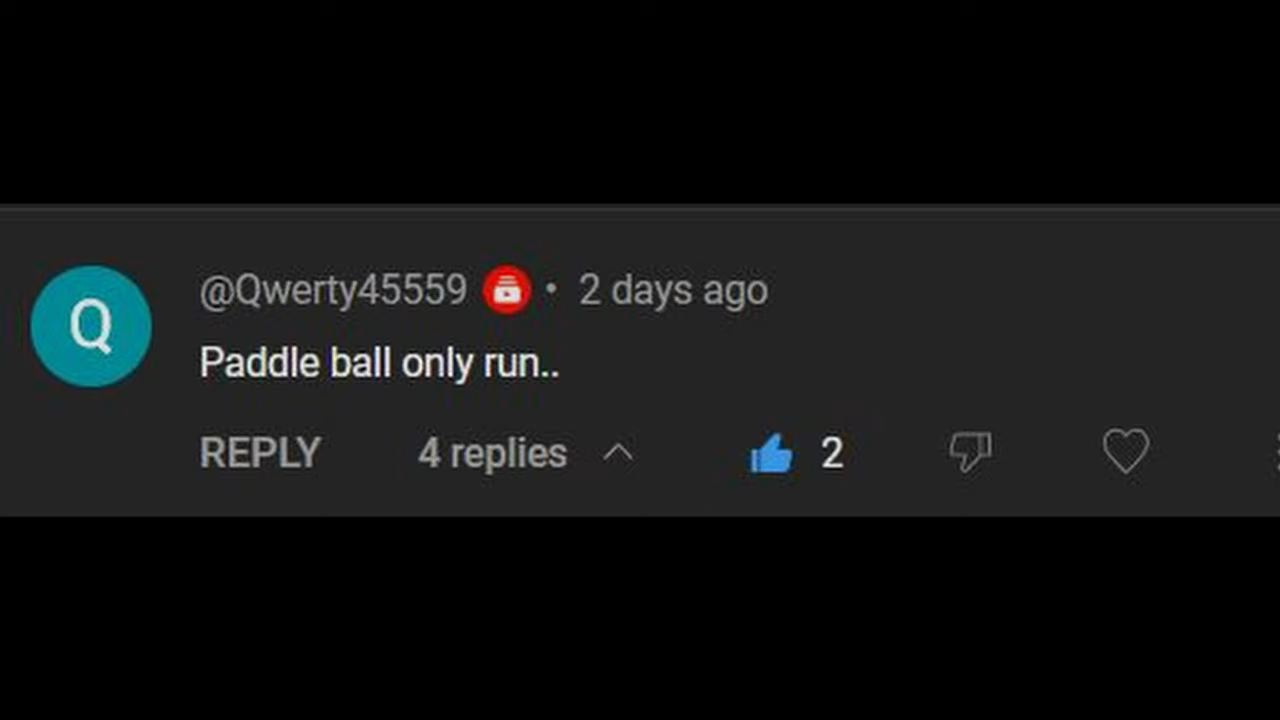 Q
@Qwerty45559 • 2 days ago
Paddle ball only run..
REPLY 4 replies 2